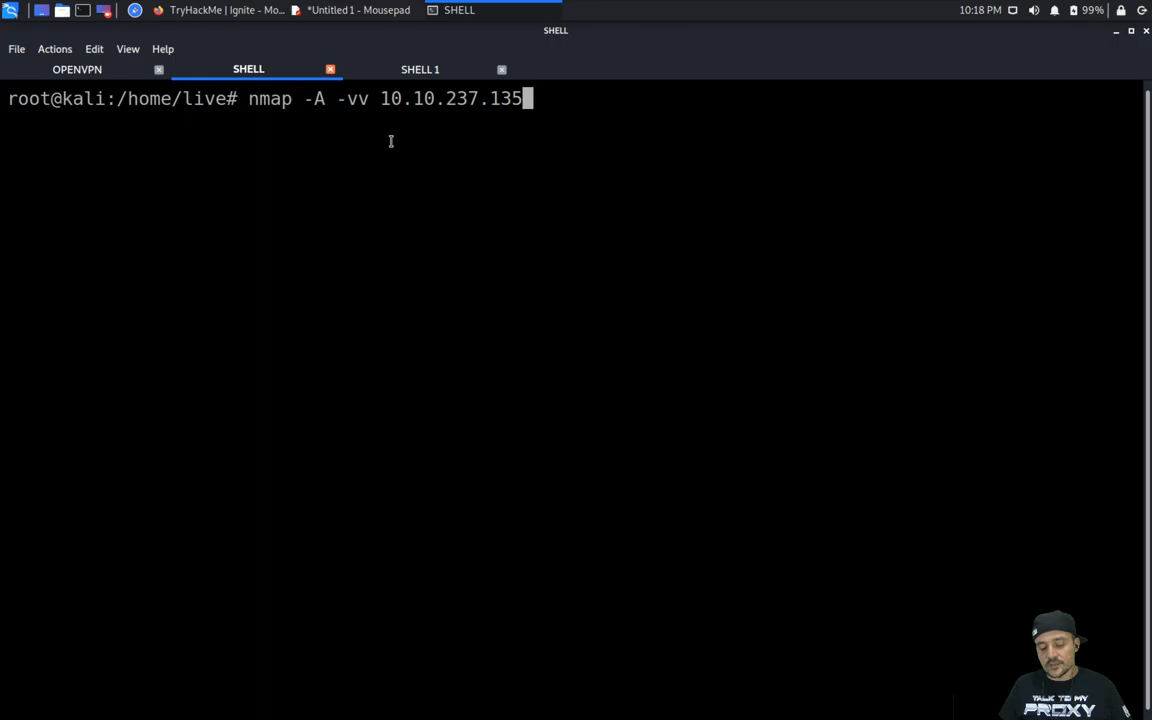 TryHackMe | Ignite - Mo...
*Untitled 1 - Mousepad
SHELL
10:18 PM
99%
SHELL
File Actions Edit View Help
OPENVPN
SHELL
SHELL 1
root@kali:/home/live# nmap -A -vv 10.10.237.135
TALK TO MY
PROXY